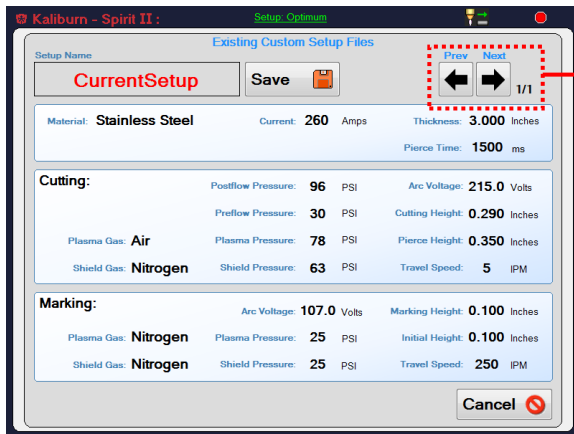 Kaliburn - Spirit II : Setup: Optimum
Existing Custom Setup Files
Setup Name Prev Next
CurrentSetup Save 1/1
Material: Stainless Steel Current: 260 Amps Thickness: 3.000 Inches
Pierce Time: 1500 ms
Cutting: Postflow Pressure: 96 PSI Arc Voltage: 215.0 Volts
Preflow Pressure: 30 PSI Cutting Height: 0.290 Inches
Plasma Gas: Air Plasma Pressure: 78 PSI Pierce Height: 0.350 Inches
Shield Gas: Nitrogen Shield Pressure: 63 PSI Travel Speed: 5 IPM
Marking: Arc Voltage: 107.0 Volts Marking Height: 0.100 Inches
Plasma Gas: Nitrogen Plasma Pressure: 25 PSI Initial Height: 0.100 Inches
Shield Gas: Nitrogen Shield Pressure: 25 PSI Travel Speed: 250 IPM
Cancel